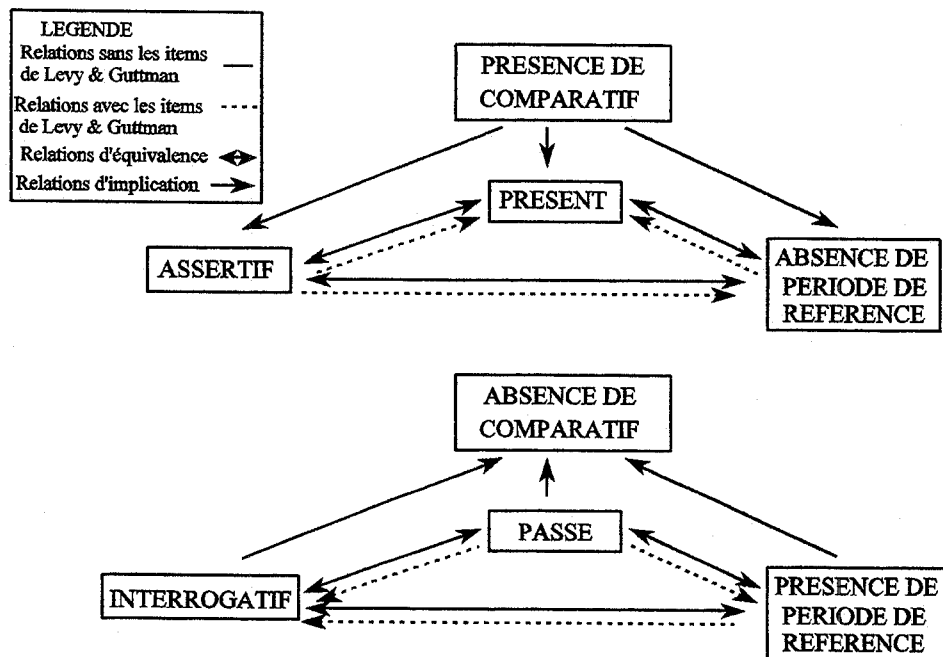 LEGENDE
Relations sans les items
de Levy & Guttman
Relations avec les items
de Levy & Guttman
Relations d'équivalence
Relations d'implication
PRESENCE DE
COMPARATIF
PRESENT
ASSERTIF
ABSENCE DE
PERIODE DE
REFERENCE
ABSENCE DE
COMPARATIF
PASSE
INTERROGATIF
PRESENCE DE
PERIODE DE
REFERENCE